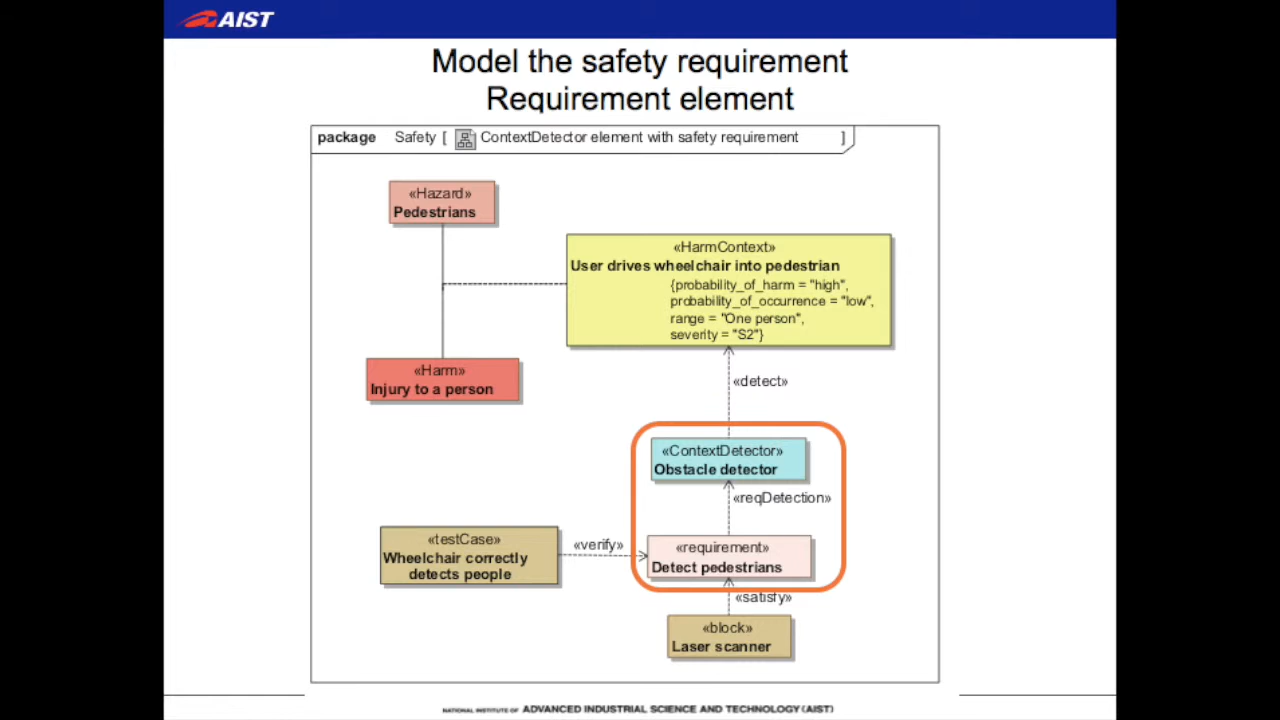 AIST
Model the safety requirement
Requirement element
package Safety [ ContextDetector element with safety requirement ]
«Hazard»
Pedestrians
«HarmContext»
User drives wheelchair into pedestrian
{probability_of_harm = "high",
probability_of_occurrence = "low",
range = "One person",
severity = "S2"}
«Harm»
Injury to a person
«detect»
«ContextDetector»
Obstacle detector
«reqDetection»
«testCase»
Wheelchair correctly
detects people
«verify»
«requirement»
Detect pedestrians
«satisfy»
«block»
Laser scanner
NATIONAL INSTITUTE OF ADVANCED INDUSTRIAL SCIENCE AND TECHNOLOGY (AIST)